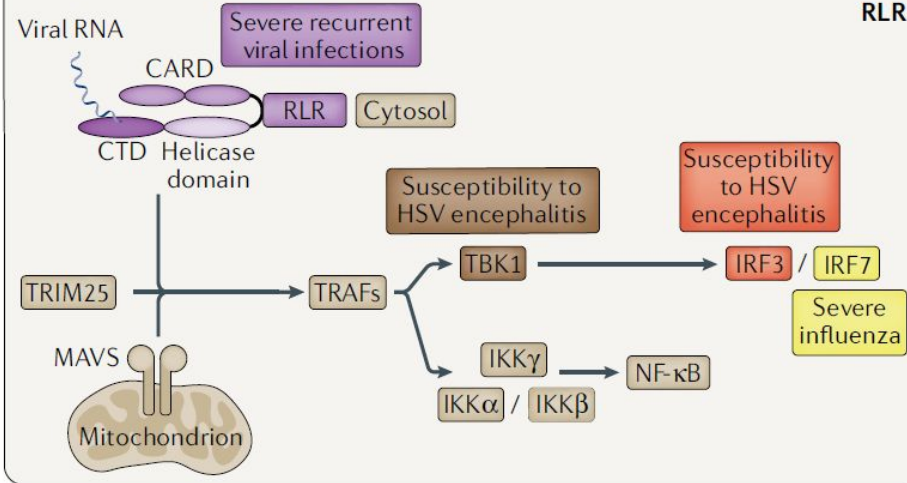 RLR
Viral RNA
Severe recurrent
viral infections
CARD
RLR
Cytosol
CTD
Helicase
domain
Susceptibility to
HSV encephalitis
Susceptibility
to HSV
encephalitis
TRIM25
TRAFs
TBK1
IRF3 / IRF7
Severe
influenza
MAVS
IKKγ
IKKα / IKKβ
NF-κB
Mitochondrion